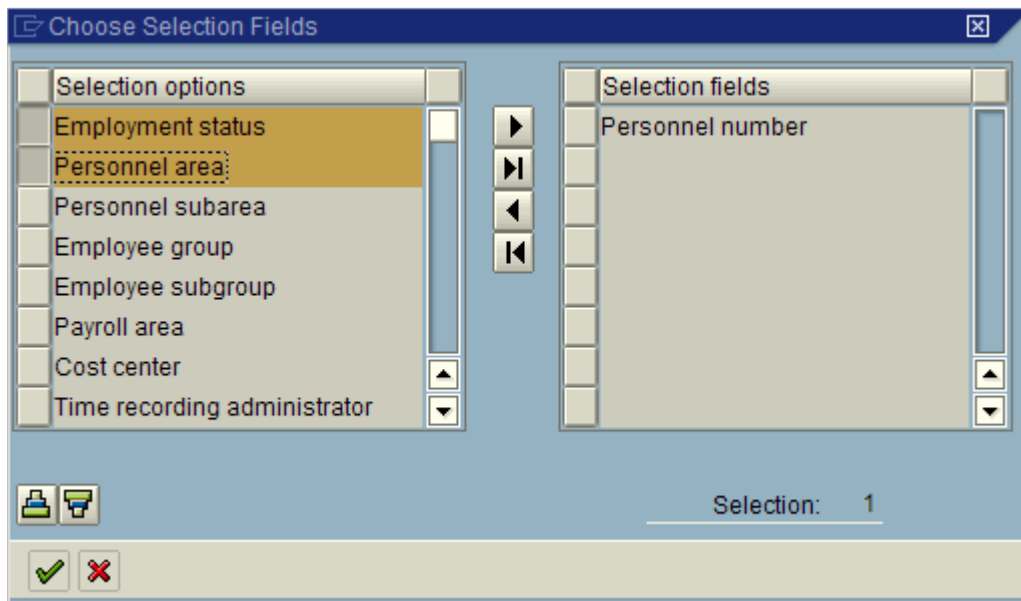 Choose Selection Fields
Selection options
Employment status
Personnel area
Personnel subarea
Employee group
Employee subgroup
Payroll area
Cost center
Time recording administrator
Selection fields
Personnel number
Selection: 1